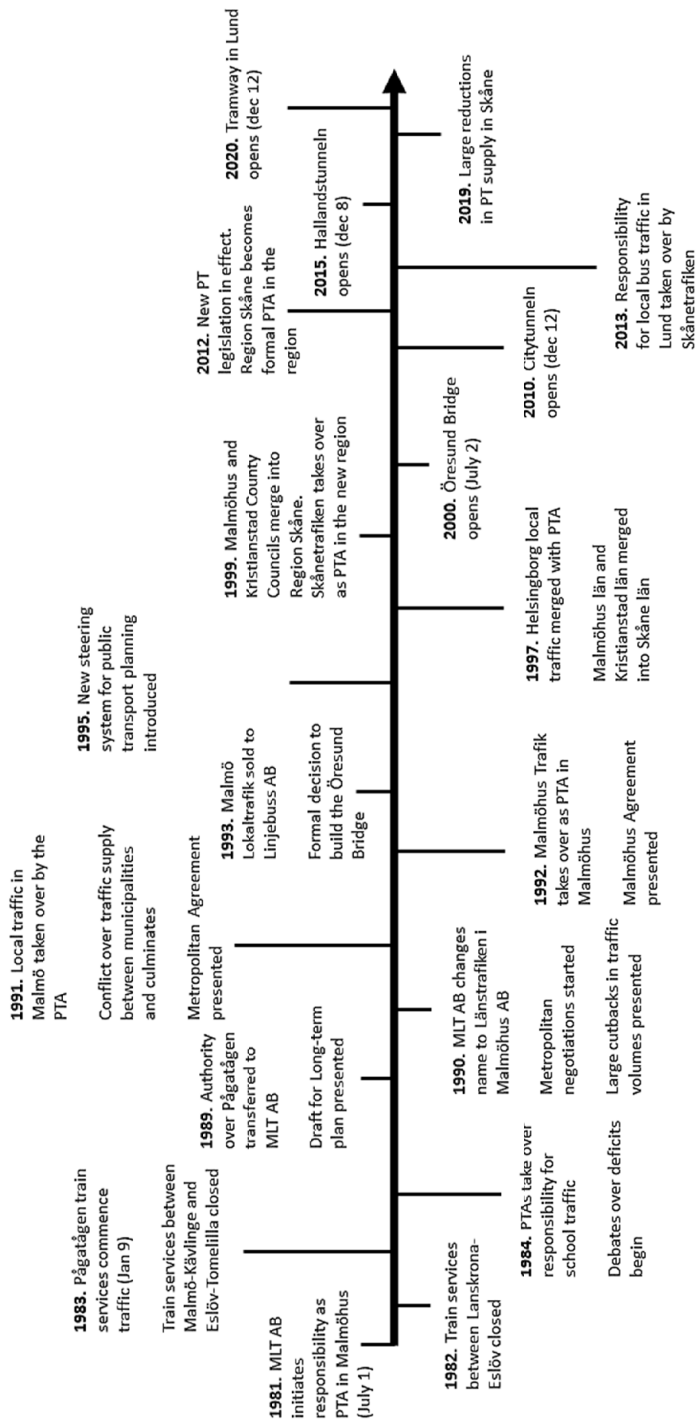 1981. MLT AB
initiates
responsibility as
PTA in Malmöhus
(July 1)
1982. Train services
between Lanskrona-
Eslöv closed
1983. Pågatågen train
services commence
traffic (Jan 9)
Train services between
Malmö-Kävlinge and
Eslöv-Tomelilla closed
1984. PTAs take over
responsibility for
school traffic
Debates over deficits
begin
1989. Authority
over Pågatågen
transferred to
MLT AB
Draft for Long-term
plan presented
1990. MLT AB changes
name to Länstrafiken i
Malmöhus AB
Metropolitan
negotiations started
Large cutbacks in traffic
volumes presented
1991. Local traffic in
Malmö taken over by the
PTA
Conflict over traffic supply
between municipalities
and culminates
Metropolitan Agreement
presented
1992. Malmöhus Trafik
takes over as PTA in
Malmöhus
Malmöhus Agreement
presented
1993. Malmö
Lokaltrafik sold to
Linjebuss AB
Formal decision to
build the Öresund
Bridge
1995. New steering
system for public
transport planning
introduced
1997. Helsingborg local
traffic merged with PTA
Malmöhus län and
Kristianstad län merged
into Skåne län
1999. Malmöhus and
Kristianstad County
Councils merge into
Region Skåne.
Skånetrafiken takes over
as PTA in the new region
2000. Öresund Bridge
opens (July 2)
2010. Citytunneln
opens (dec 12)
2012. New PT
legislation in effect.
Region Skåne becomes
formal PTA in the
region
2013. Responsibility
for local bus traffic in
Lund taken over by
Skånetrafiken
2015. Hallandstunneln
opens (dec 8)
2019. Large reductions
in PT supply in Skåne
2020. Tramway in Lund
opens (dec 12)